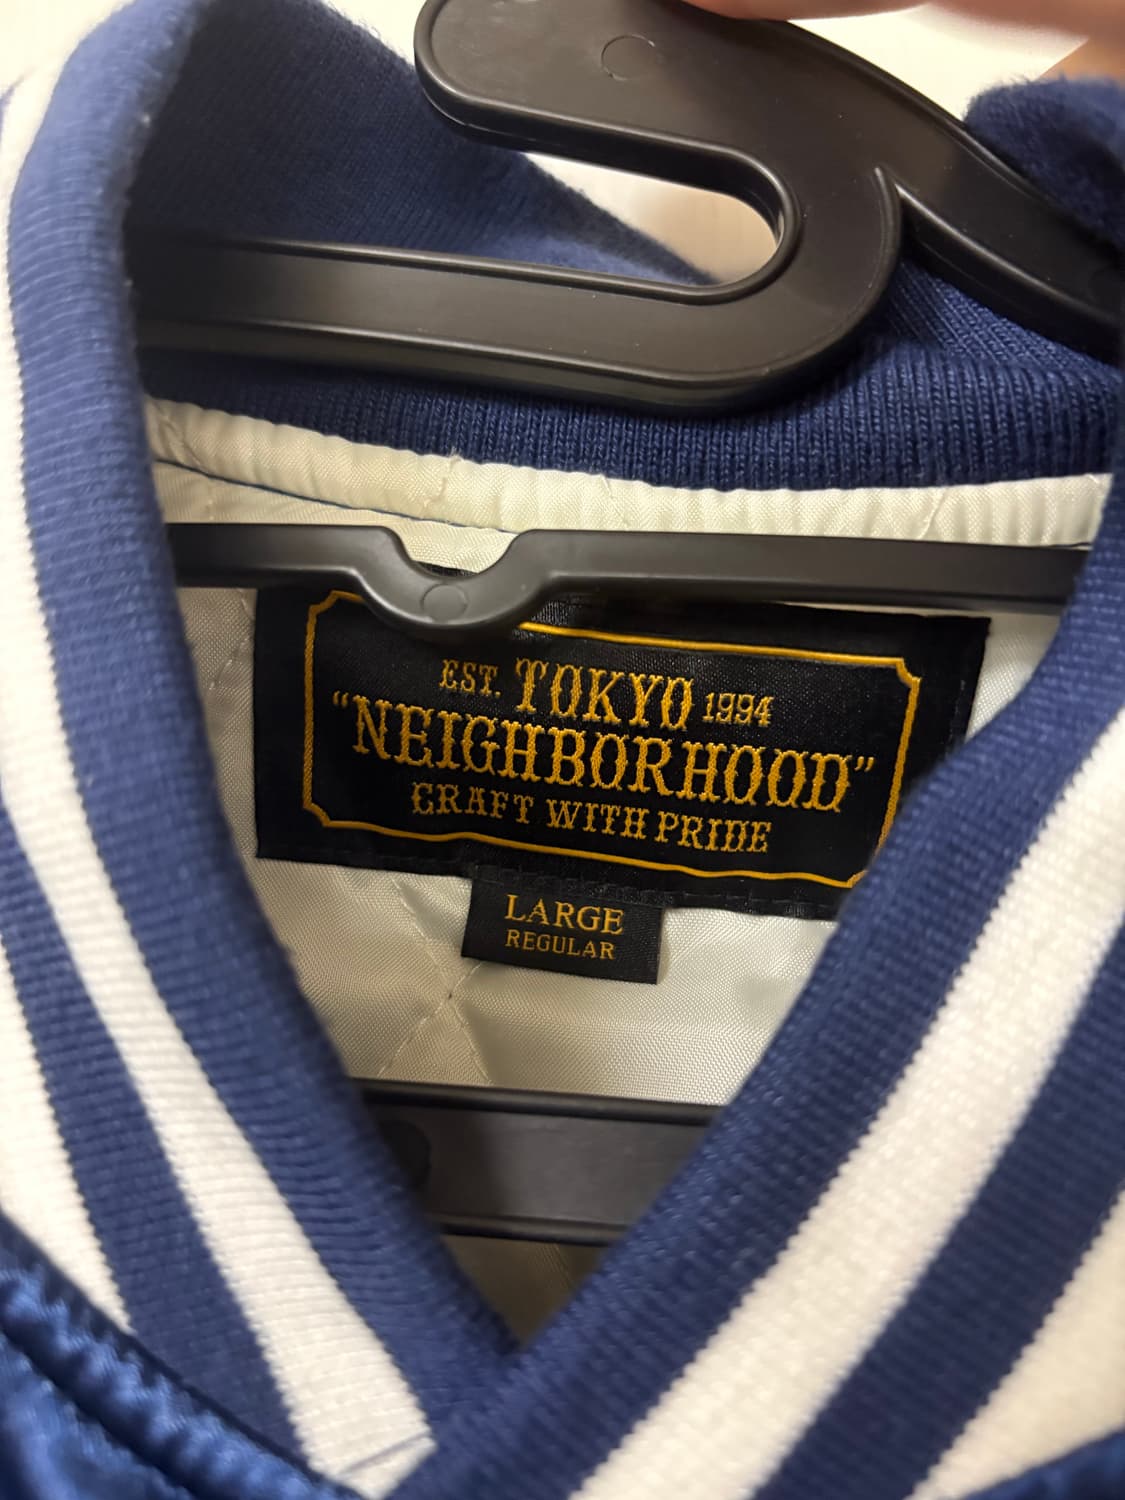 EST. TOKYO 1994
“NEIGHBORHOOD”
CRAFT WITH PRIDE
LARGE
REGULAR